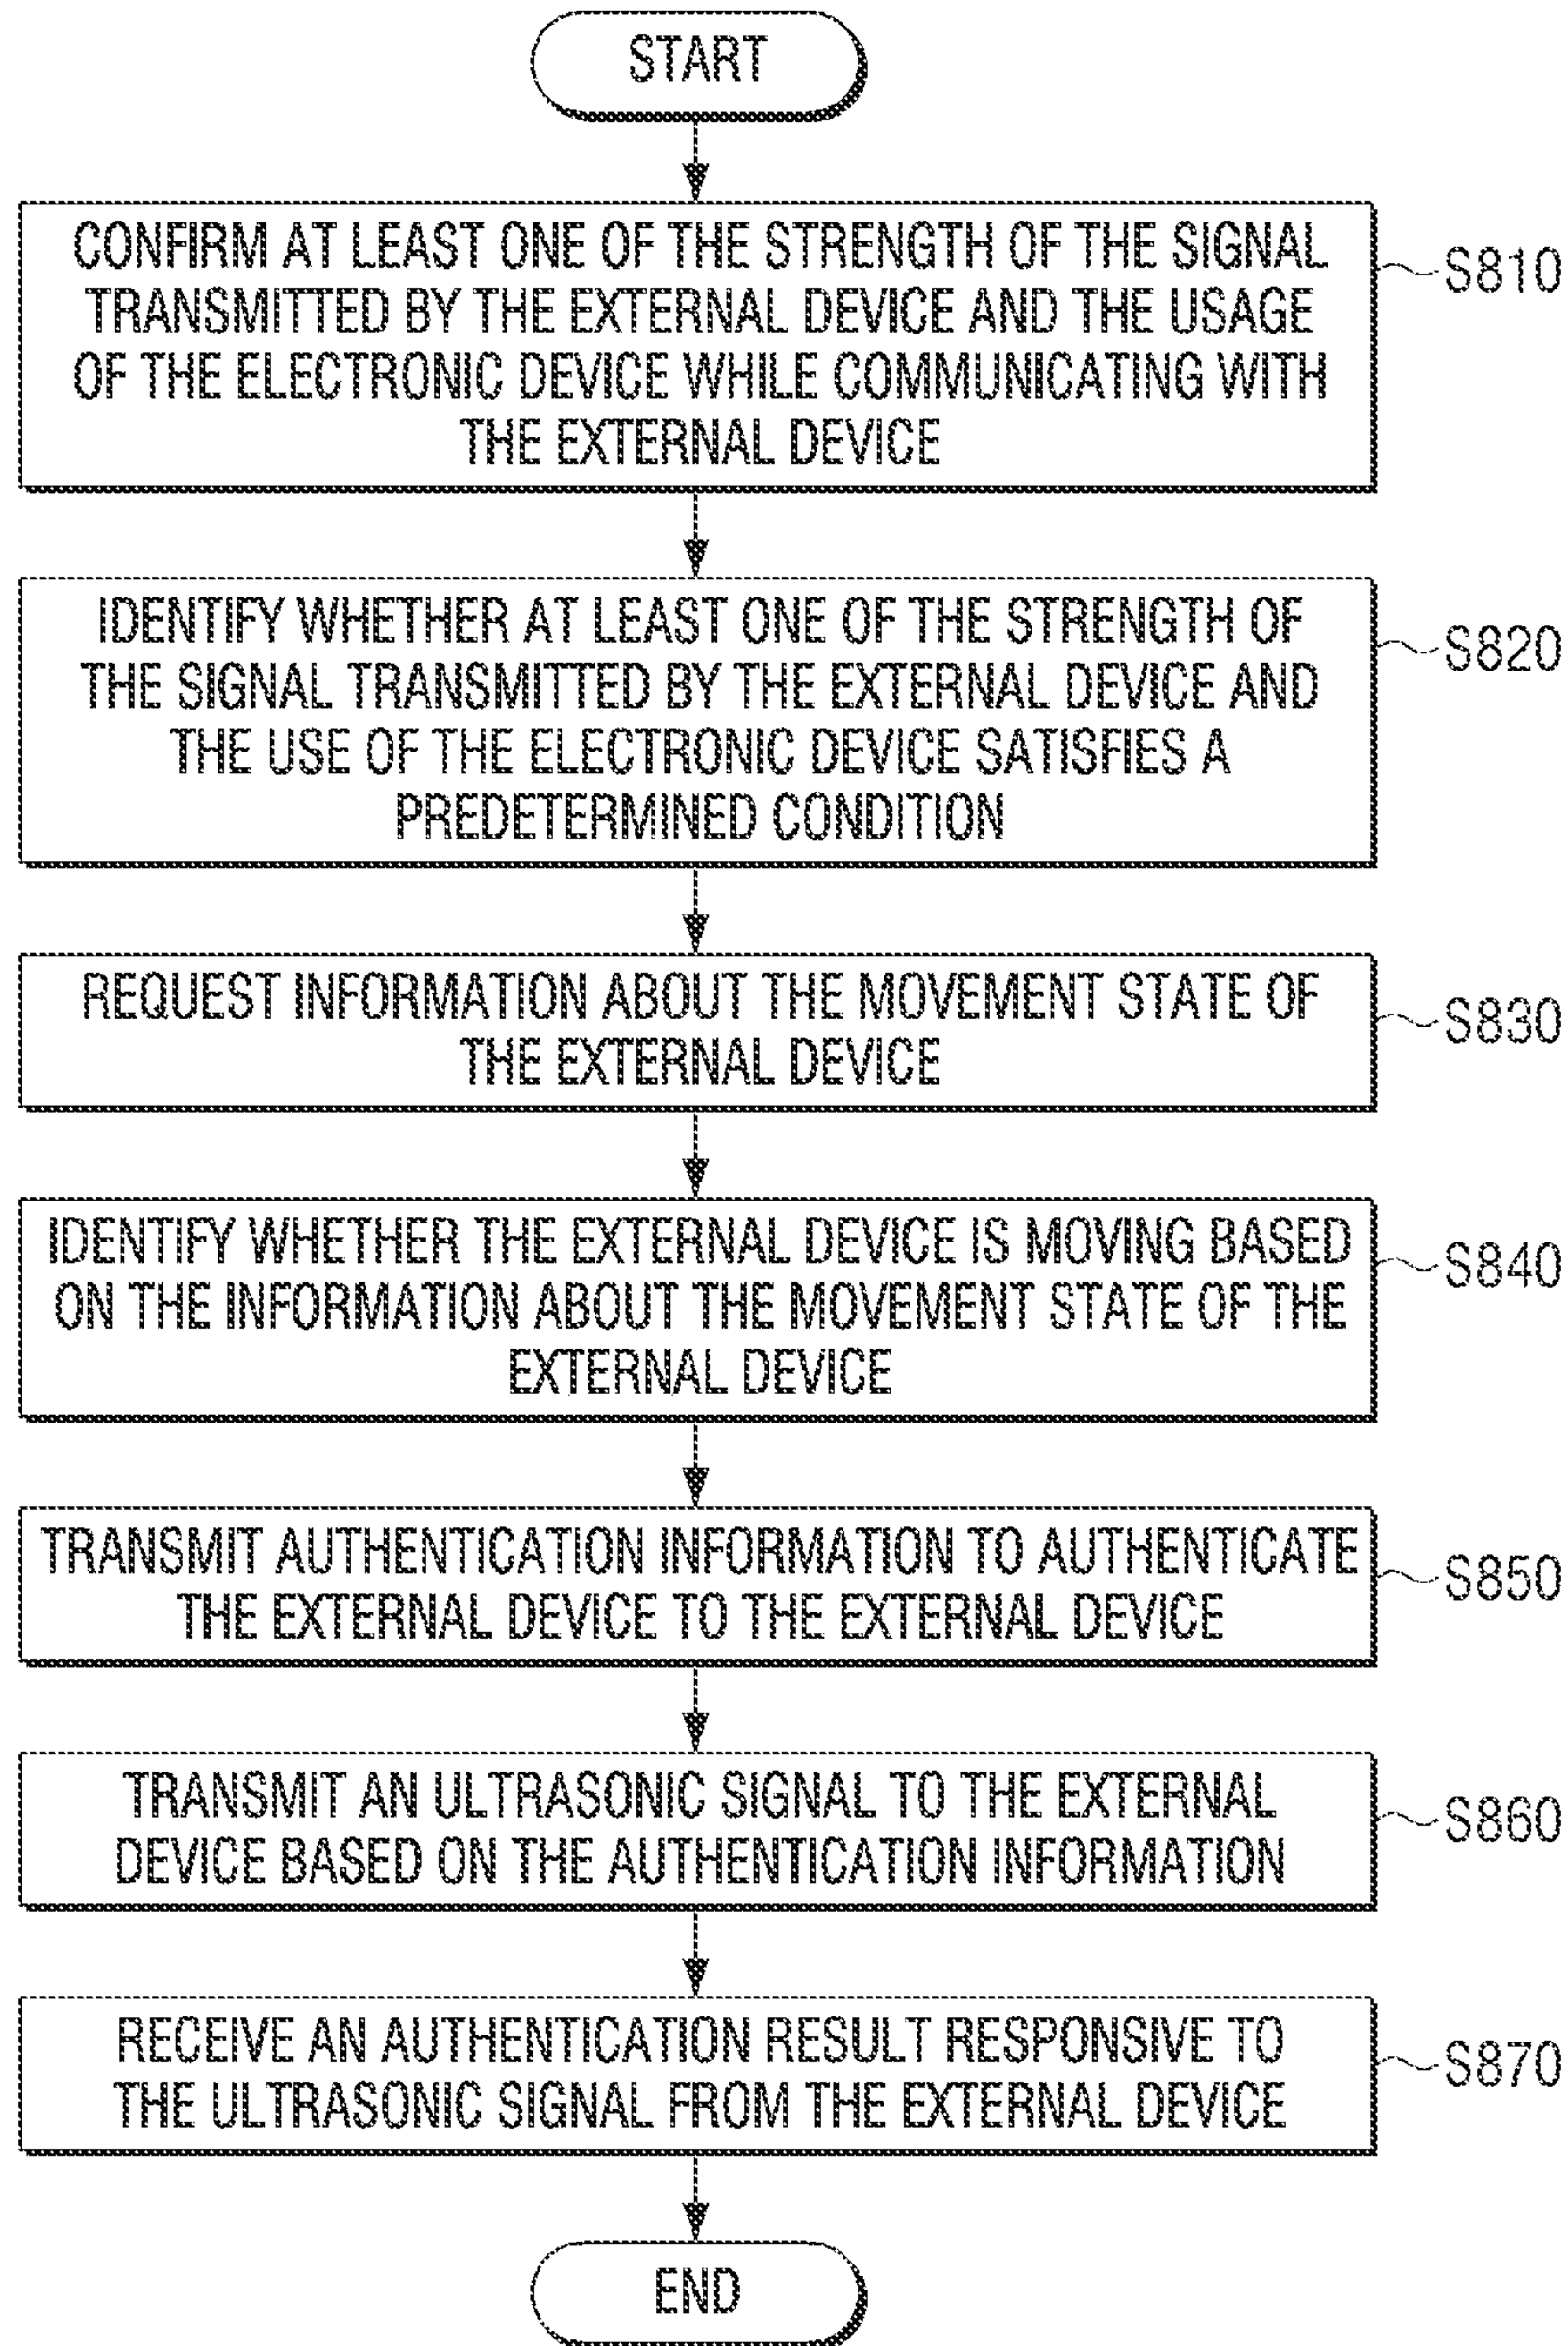 START
CONFIRM AT LEAST ONE OF THE STRENGTH OF THE SIGNAL
TRANSMITTED BY THE EXTERNAL DEVICE AND THE USAGE
OF THE ELECTRONIC DEVICE WHILE COMMUNICATING WITH
THE EXTERNAL DEVICE
S810
IDENTIFY WHETHER AT LEAST ONE OF THE STRENGTH OF
THE SIGNAL TRANSMITTED BY THE EXTERNAL DEVICE AND
THE USE OF THE ELECTRONIC DEVICE SATISFIES A
PREDETERMINED CONDITION
S820
REQUEST INFORMATION ABOUT THE MOVEMENT STATE OF
THE EXTERNAL DEVICE
S830
IDENTIFY WHETHER THE EXTERNAL DEVICE IS MOVING BASED
ON THE INFORMATION ABOUT THE MOVEMENT STATE OF THE
EXTERNAL DEVICE
S840
TRANSMIT AUTHENTICATION INFORMATION TO AUTHENTICATE
THE EXTERNAL DEVICE TO THE EXTERNAL DEVICE
S850
TRANSMIT AN ULTRASONIC SIGNAL TO THE EXTERNAL
DEVICE BASED ON THE AUTHENTICATION INFORMATION
S860
RECEIVE AN AUTHENTICATION RESULT RESPONSIVE TO
THE ULTRASONIC SIGNAL FROM THE EXTERNAL DEVICE
S870
END